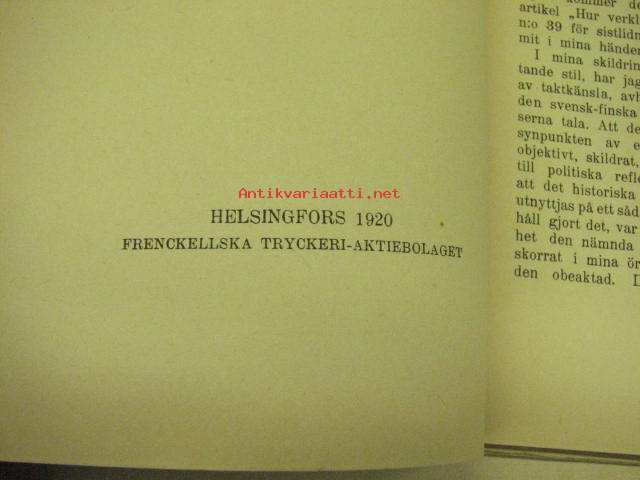 Antikvariaatti.net
HELSINGFORS 1920
FRENCKELLSKA TRYCKERI-AKTIEBOLAGET
kommer de
artikel „Hur verkl
n:o 39 för sistlidn
mit i mina händer
I mina skildrin
tande stil, har jag
av taktkänsla, avh
den svensk-finska
serna tala. Att de
synpunkten av e
objektivt, skildrat,
till politiska refle
att det historiska
utnyttjas på ett såd
håll gjort det, var
het den nämnda
skorrat i mina ör
den obeaktad. D